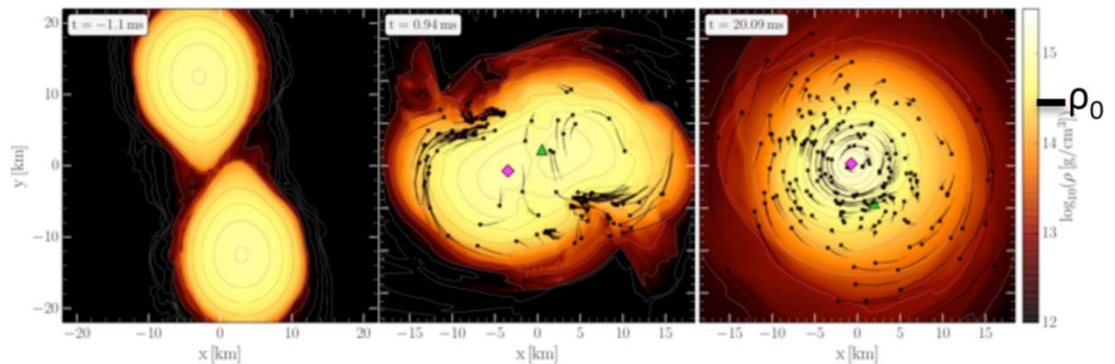 t = −1.1 ms
t = 0.94 ms
t = 20.09 ms
20
10
0
−10
−20
y [km]
−20 −10 0 10 20
x [km]
−15 −10 −5 0 5 10 15
x [km]
−15 −10 −5 0 5 10 15
x [km]
15
14
13
12
log₁₀(ρ [g/cm³])
ρ₀